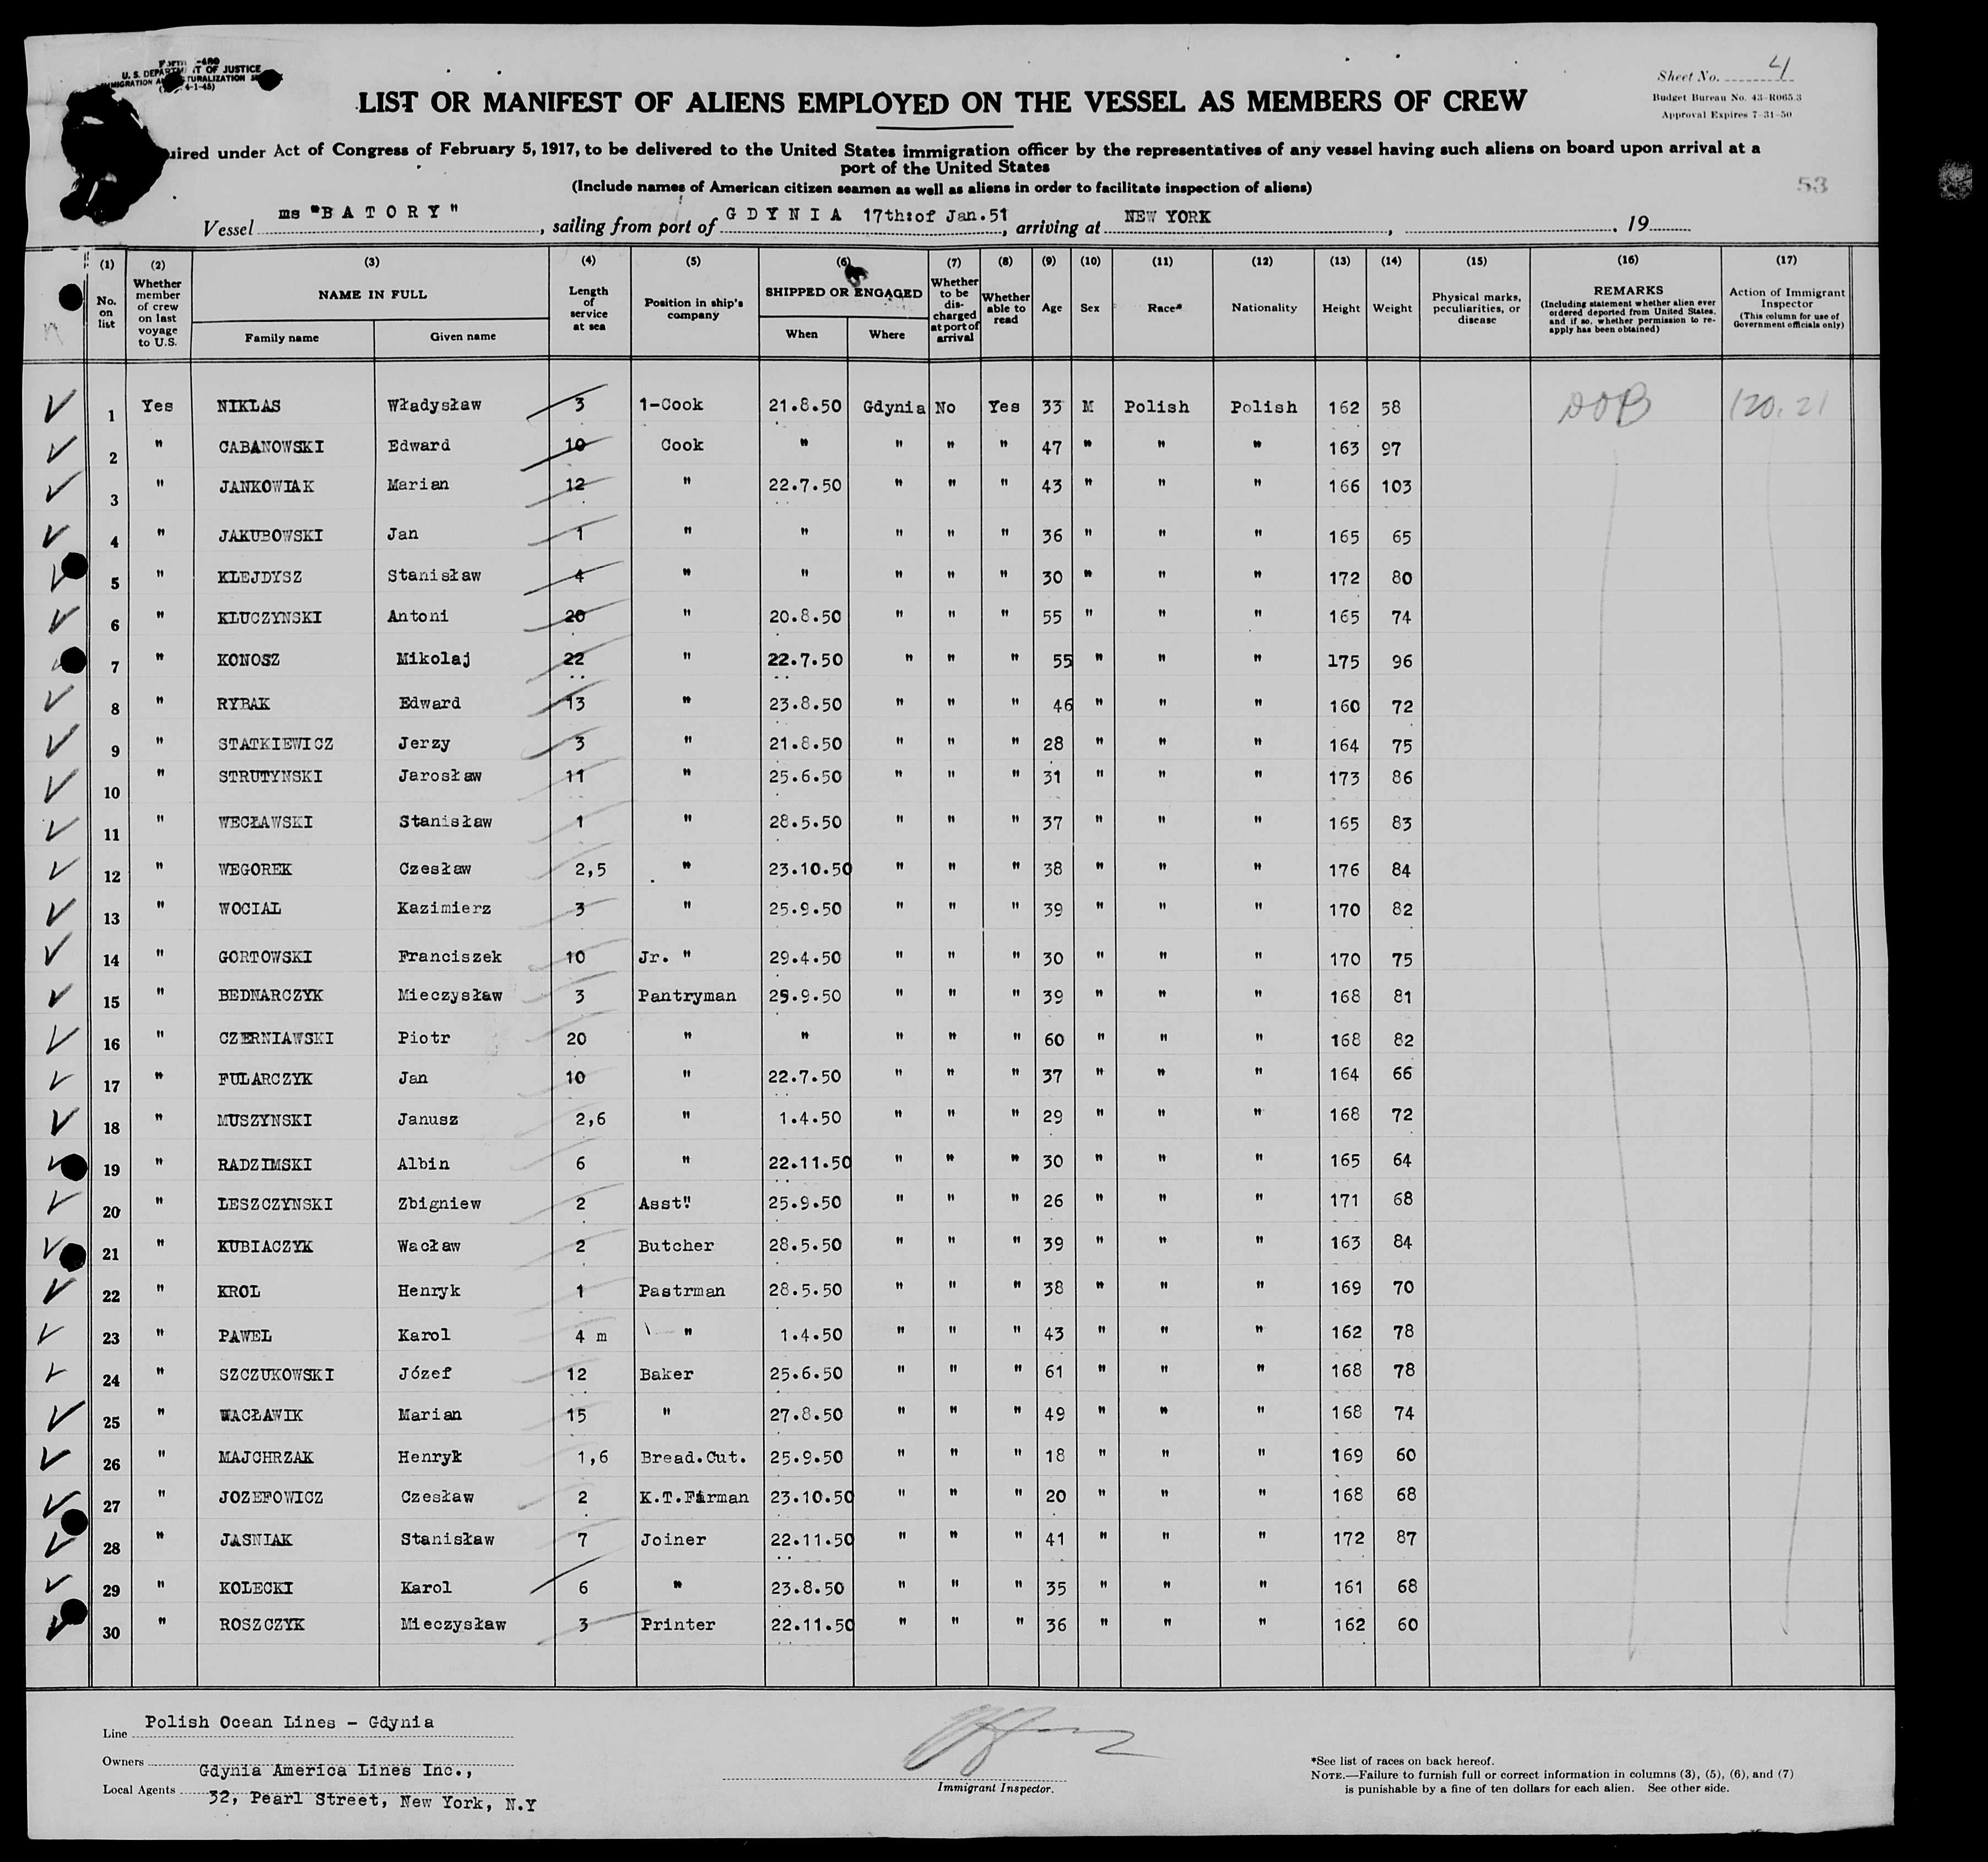 Form -480
U. S. DEPARTMENT OF JUSTICE
IMMIGRATION AND NATURALIZATION
4-1-45)
Sheet No. 4
Budget Bureau No. 43-R065.3
Approval Expires 7-31-50
LIST OR MANIFEST OF ALIENS EMPLOYED ON THE VESSEL AS MEMBERS OF CREW
uired under Act of Congress of February 5, 1917, to be delivered to the United States immigration officer by the representatives of any vessel having such aliens on board upon arrival at a
port of the United States
(Include names of American citizen seamen as well as aliens in order to facilitate inspection of aliens)
53
Vessel ms "BATORY", sailing from port of GDYNIA 17th:of Jan.51, arriving at NEW YORK, . 19
(1) (2) (3) (4) (5) (6) (7) (8) (9) (10) (11) (12) (13) (14) (15) (16) (17)
No. on list Whether member of crew on last voyage to U.S. NAME IN FULL Family name Given name Length of service at sea Position in ship's company SHIPPED OR ENGAGED When Where Whether to be dis-charged at port of arrival Whether able to read Age Sex Race* Nationality Height Weight Physical marks, peculiarities, or disease REMARKS (Including statement whether alien ever ordered deported from United States, and if so, whether permission to re-apply has been obtained) Action of Immigrant Inspector (This column for use of Government officials only)
1 Yes NIKLAS Władysław 3 1-Cook 21.8.50 Gdynia No Yes 33 M Polish Polish 162 58 120.21
2 " CABANOWSKI Edward 10 Cook " " " " 47 " " " 163 97
3 " JANKOWIAK Marian 12 " 22.7.50 " " " 43 " " " 166 103
4 " JAKUBOWSKI Jan 1 " " " " " 36 " " " 165 65
5 " KLEJDYSZ Stanisław 4 " " " " " 30 " " " 172 80
6 " KLUCZYNSKI Antoni 20 " 20.8.50 " " " 55 " " " 165 74
7 " KONOSZ Mikolaj 22 " 22.7.50 " " " 55 " " " 175 96
8 " RYBAK Edward 13 " 23.8.50 " " " 46 " " " 160 72
9 " STATKIEWICZ Jerzy 3 " 21.8.50 " " " 28 " " " 164 75
10 " STRUTYNSKI Jarosław 11 " 25.6.50 " " " 31 " " " 173 86
11 " WECŁAWSKI Stanisław 1 " 28.5.50 " " " 37 " " " 165 83
12 " WEGOREK Czesław 2,5 " 23.10.50 " " " 38 " " " 176 84
13 " WOCIAL Kazimierz 3 " 25.9.50 " " " 39 " " " 170 82
14 " GORTOWSKI Franciszek 10 Jr. " 29.4.50 " " " 30 " " " 170 75
15 " BEDNARCZYK Mieczysław 3 Pantryman 25.9.50 " " " 39 " " " 168 81
16 " CZERNIAWSKI Piotr 20 " " " " " 60 " " " 168 82
17 " FULARCZYK Jan 10 " 22.7.50 " " " 37 " " " 164 66
18 " MUSZYNSKI Janusz 2,6 " 1.4.50 " " " 29 " " " 168 72
19 " RADZIMSKI Albin 6 " 22.11.50 " " " 30 " " " 165 64
20 " LESZCZYNSKI Zbigniew 2 Asst." 25.9.50 " " " 26 " " " 171 68
21 " KUBIACZYK Wacław 2 Butcher 28.5.50 " " " 39 " " " 163 84
22 " KROL Henryk 1 Pastrman 28.5.50 " " " 38 " " " 169 70
23 " PAWEL Karol 4 m " 1.4.50 " " " 43 " " " 162 78
24 " SZCZUKOWSKI Józef 12 Baker 25.6.50 " " " 61 " " " 168 78
25 " WACŁAWIK Marian 15 " 27.8.50 " " " 49 " " " 168 74
26 " MAJCHRZAK Henryk 1,6 Bread.Cut. 25.9.50 " " " 18 " " " 169 60
27 " JOZEFOWICZ Czesław 2 K.T.Firman 23.10.50 " " " 20 " " " 168 68
28 " JASNIAK Stanisław 7 Joiner 22.11.50 " " " 41 " " " 172 87
29 " KOLECKI Karol 6 " 23.8.50 " " " 35 " " " 161 68
30 " ROSZCZYK Mieczysław 3 Printer 22.11.50 " " " 36 " " " 162 60
Line Polish Ocean Lines - Gdynia
Owners Gdynia America Lines Inc.,
Local Agents 32, Pearl Street, New York, N.Y
Immigrant Inspector.
*See list of races on back hereof.
NOTE.—Failure to furnish full or correct information in columns (3), (5), (6), and (7)
is punishable by a fine of ten dollars for each alien. See other side.